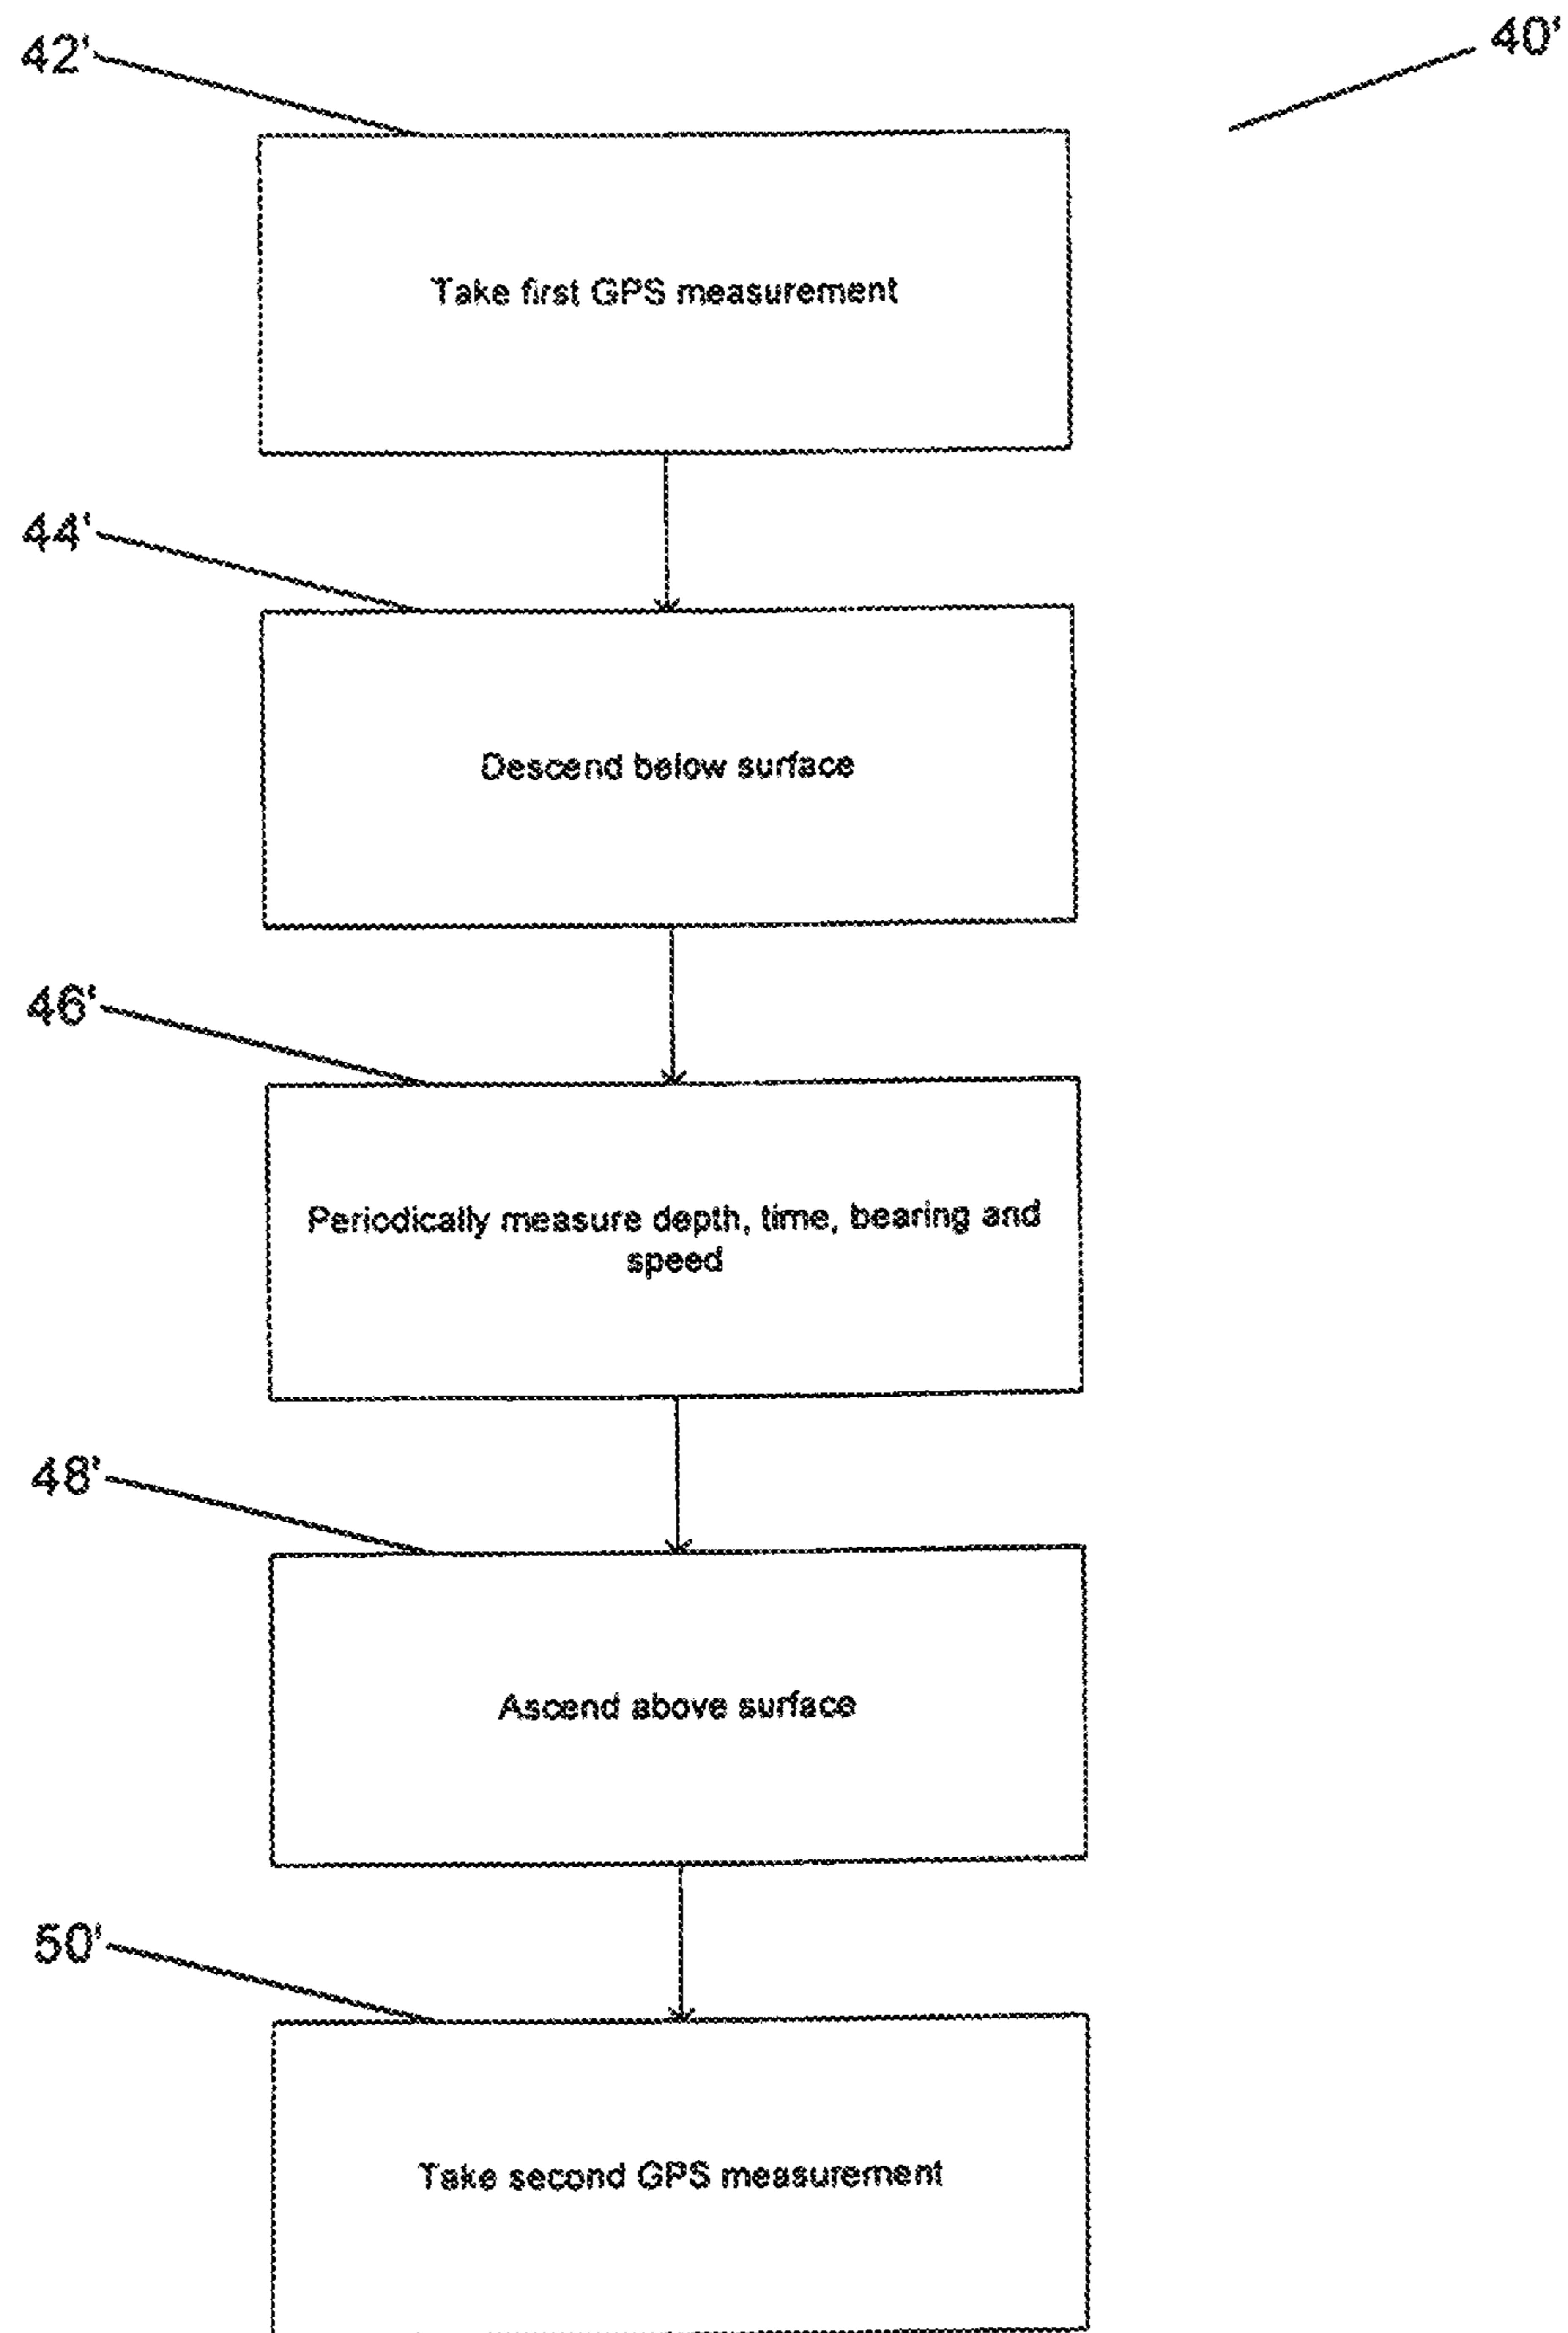 42'
40'
Take first GPS measurement
44'
Descend below surface
46'
Periodically measure depth, time, bearing and
speed
48'
Ascend above surface
50'
Take second GPS measurement